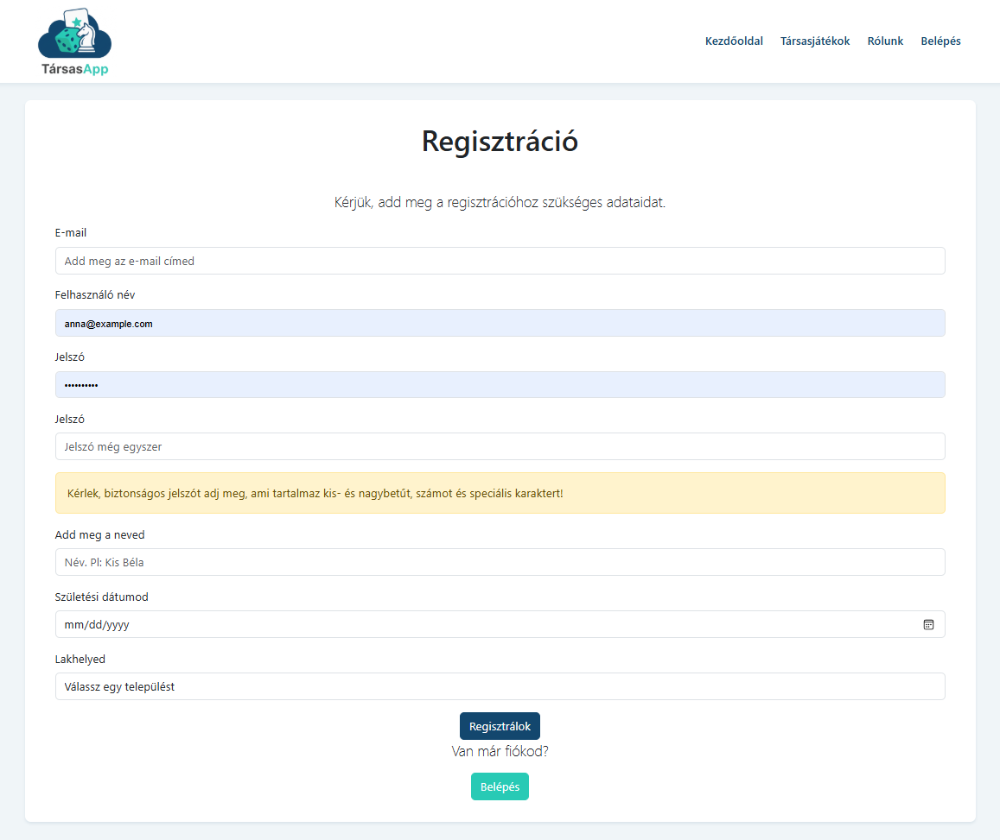 TársasApp
Kezdőoldal Társasjátékok Rólunk Belépés
Regisztráció
Kérjük, add meg a regisztrációhoz szükséges adataidat.
E-mail
Add meg az e-mail címed
Felhasználó név
anna@example.com
Jelszó
••••••••••
Jelszó
Jelszó még egyszer
Kérlek, biztonságos jelszót adj meg, ami tartalmaz kis- és nagybetűt, számot és speciális karaktert!
Add meg a neved
Név. Pl: Kis Béla
Születési dátumod
mm/dd/yyyy
Lakhelyed
Válassz egy települést
Regisztrálok
Van már fiókod?
Belépés